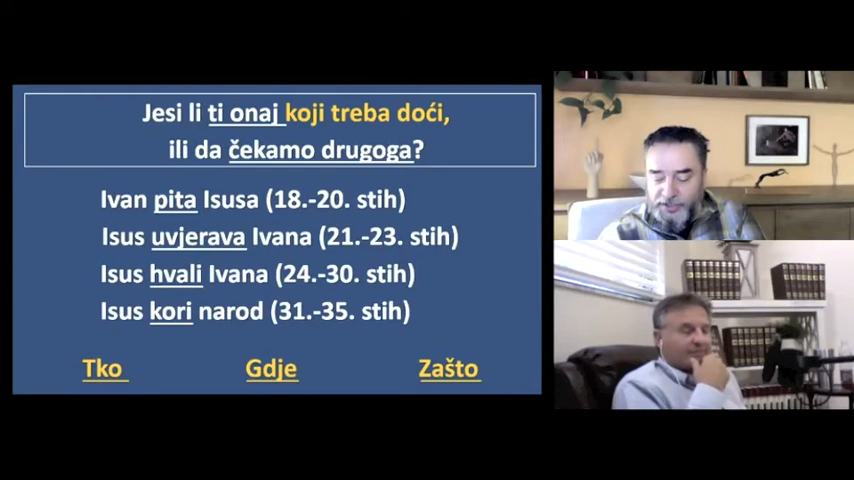 Jesi li ti onaj koji treba doći,
ili da čekamo drugoga?
Ivan pita Isusa (18.-20. stih)
Isus uvjerava Ivana (21.-23. stih)
Isus hvali Ivana (24.-30. stih)
Isus kori narod (31.-35. stih)
Tko Gdje Zašto